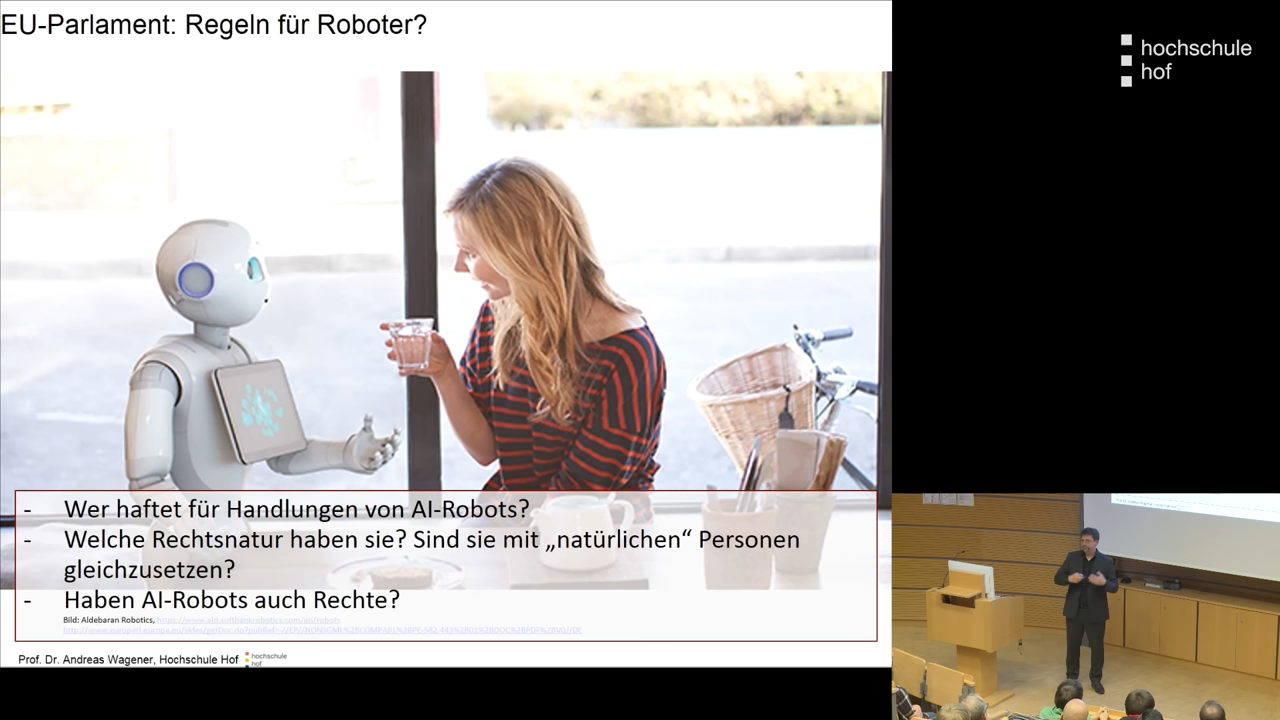 EU-Parlament: Regeln für Roboter?
hochschule
hof
- Wer haftet für Handlungen von AI-Robots?
- Welche Rechtsnatur haben sie? Sind sie mit „natürlichen“ Personen
gleichzusetzen?
- Haben AI-Robots auch Rechte?
Bild: Aldebaran Robotics,
Prof. Dr. Andreas Wagener, Hochschule Hof
hochschule
hof